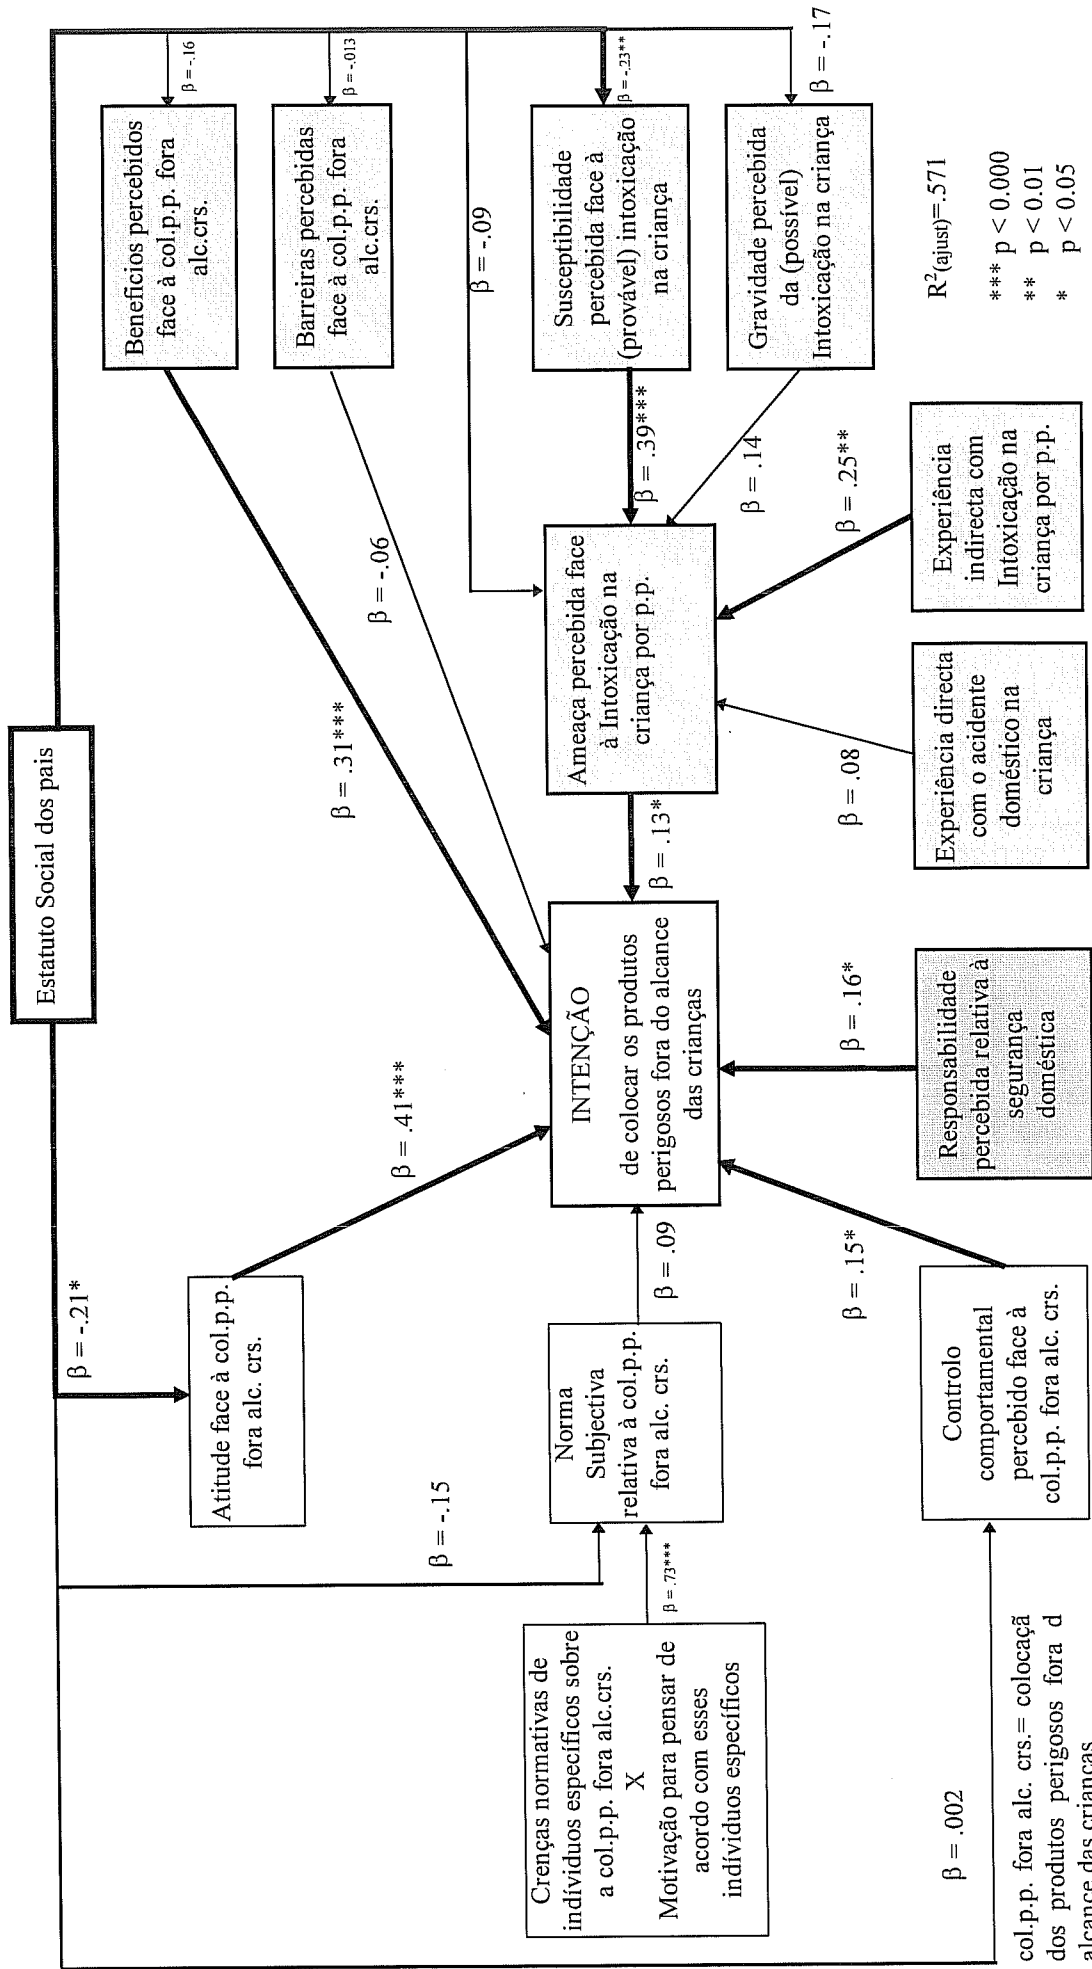 Estatuto Social dos pais
β = -.21*
β = -.15
β = .002
β = -.16
β = -.013
β = -.09
β = -.23**
β = -.17
Atitude face à col.p.p.
fora alc. crs.
β = .41***
Crenças normativas de
indivíduos específicos sobre
a col.p.p. fora alc.crs.
X
Motivação para pensar de
acordo com esses
indivíduos específicos
β = .73***
Norma
Subjectiva
relativa à col.p.p.
fora alc. crs.
β = .09
Controlo
comportamental
percebido face à
col.p.p. fora alc. crs.
β = .15*
INTENÇÃO
de colocar os produtos
perigosos fora do alcance
das crianças
Responsabilidade
percebida relativa à
segurança
doméstica
β = .16*
Benefícios percebidos
face à col.p.p. fora
alc.crs.
β = .31***
Barreiras percebidas
face à col.p.p. fora
alc.crs.
β = -.06
Ameaça percebida face
à Intoxicação na
criança por p.p.
β = .13*
Susceptibilidade
percebida face à
(provável) intoxicação
na criança
β = .39***
Gravidade percebida
da (possível)
Intoxicação na criança
β = .14
Experiência directa
com o acidente
doméstico na
criança
β = .08
Experiência
indirecta com
Intoxicação na
criança por p.p.
β = .25**
R²(ajust)=.571
*** p < 0.000
** p < 0.01
* p < 0.05
col.p.p. fora alc. crs.= colocaçã
dos produtos perigosos fora d
alcance das crianças